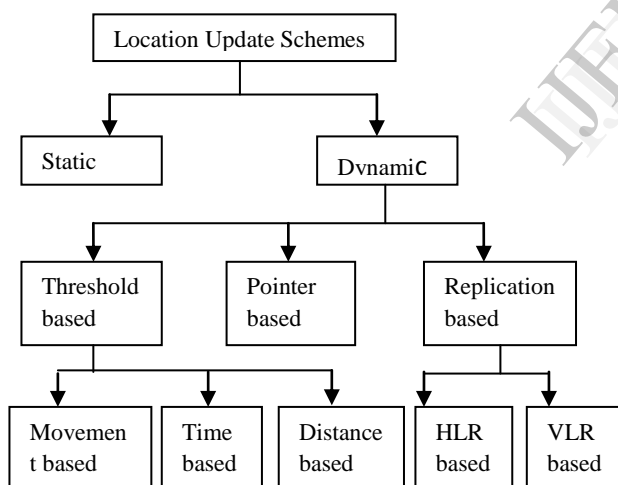 Location Update Schemes
Static
Dvnamic
Threshold
based
Pointer
based
Replication
based
Movemen
t based
Time
based
Distance
based
HLR
based
VLR
based